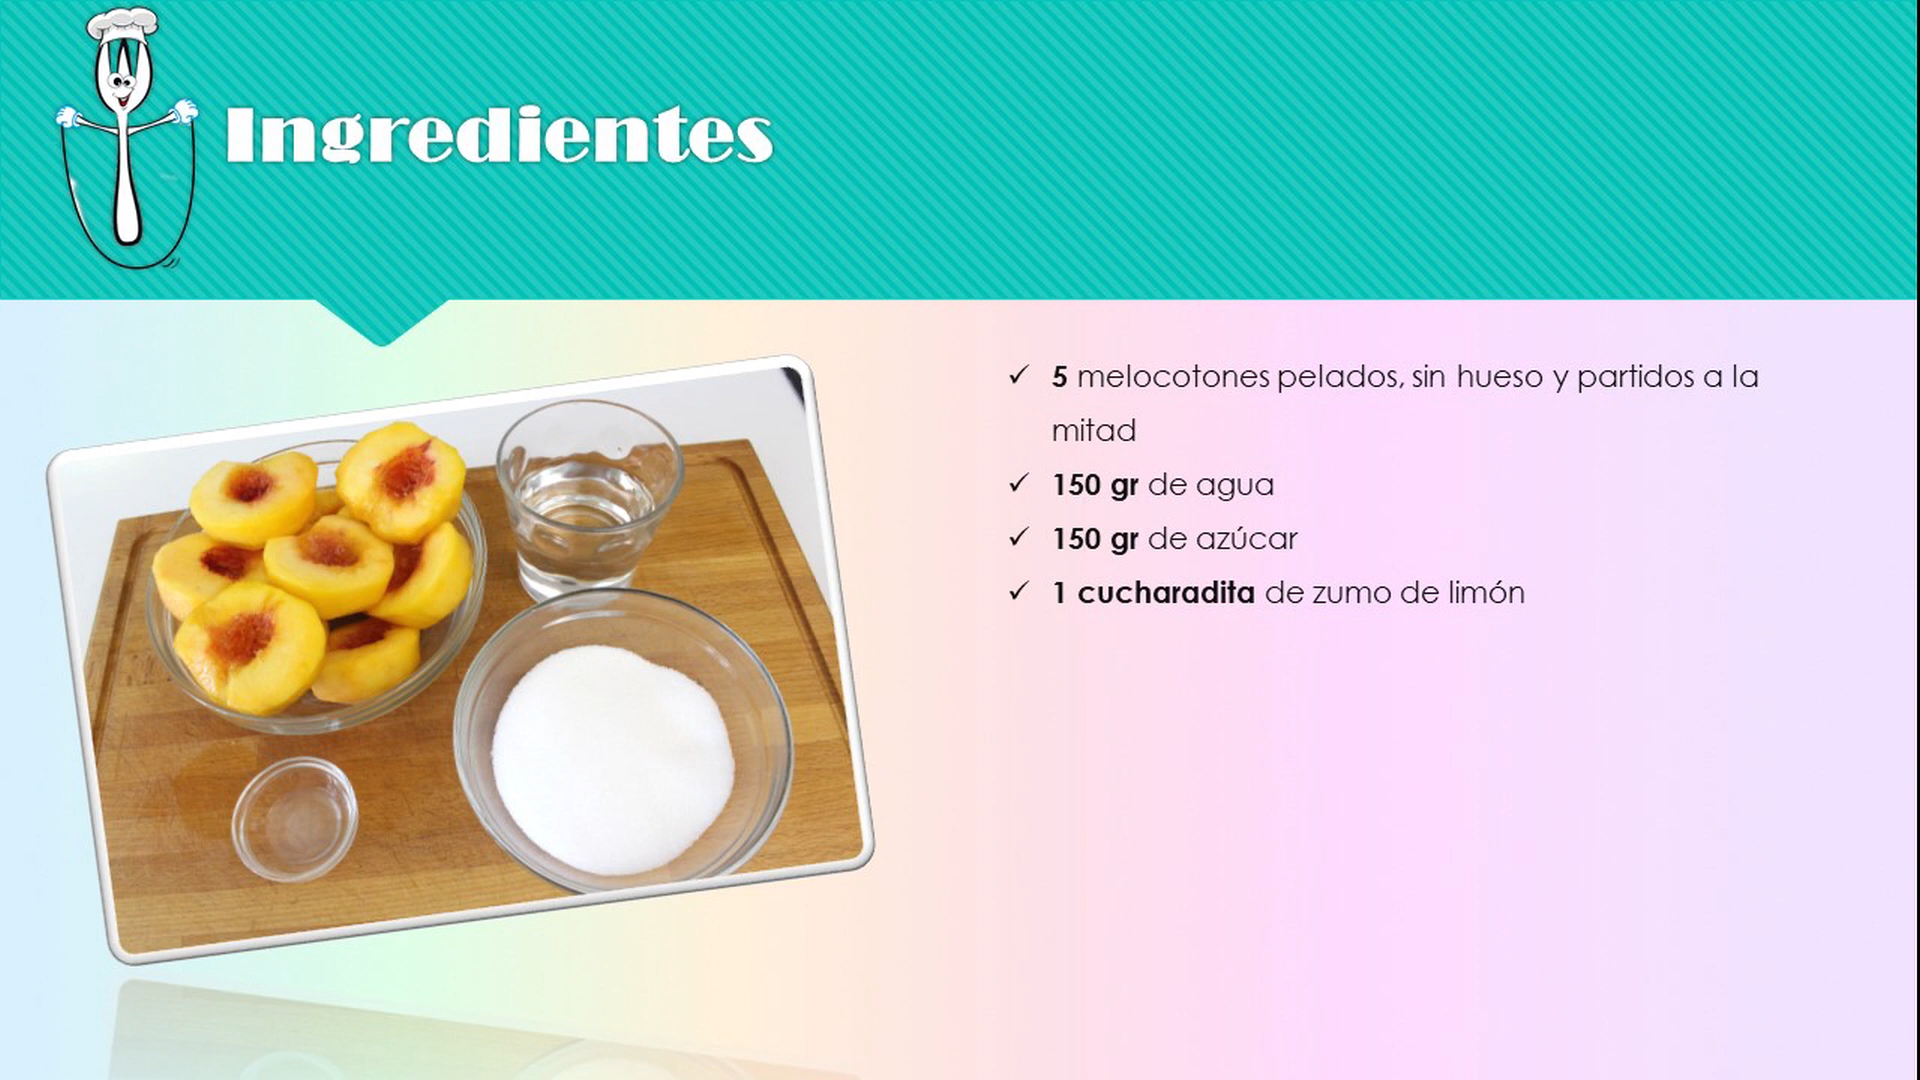 Ingredientes
✓ 5 melocotones pelados, sin hueso y partidos a la
mitad
✓ 150 gr de agua
✓ 150 gr de azúcar
✓ 1 cucharadita de zumo de limón